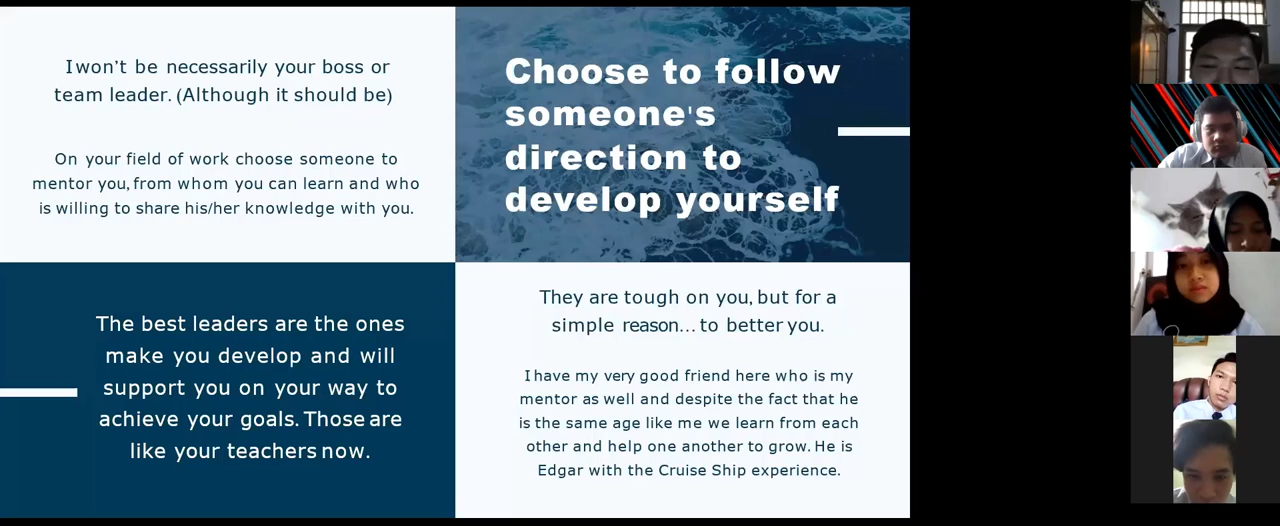 I won't be necessarily your boss or
team leader. (Although it should be)
On your field of work choose someone to
mentor you, from whom you can learn and who
is willing to share his/her knowledge with you.
Choose to follow
someone's
direction to
develop yourself
The best leaders are the ones
make you develop and will
support you on your way to
achieve your goals. Those are
like your teachers now.
They are tough on you, but for a
simple reason... to better you.
I have my very good friend here who is my
mentor as well and despite the fact that he
is the same age like me we learn from each
other and help one another to grow. He is
Edgar with the Cruise Ship experience.